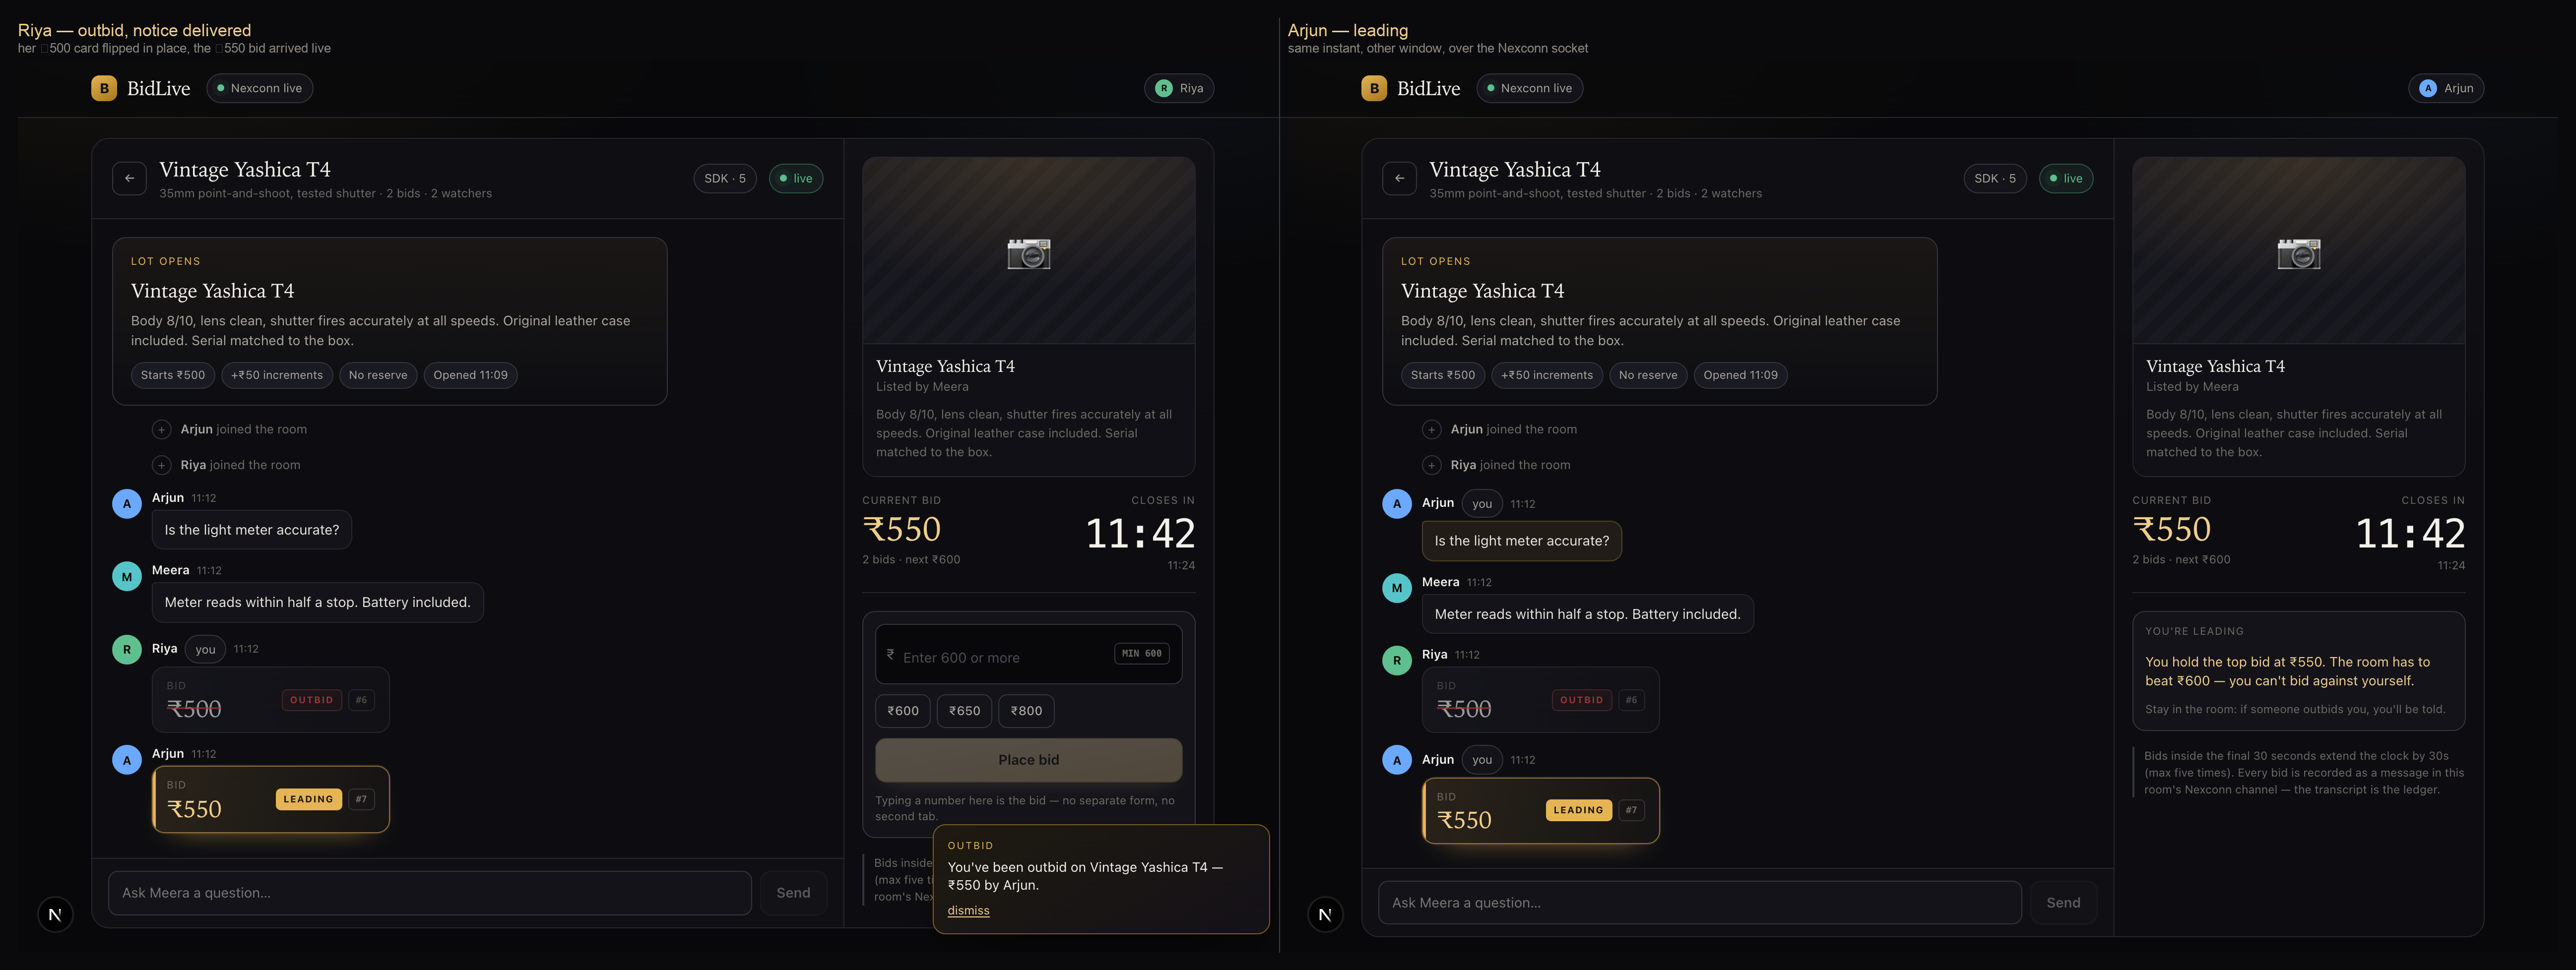 Riya — outbid, notice delivered
her □500 card flipped in place, the □550 bid arrived live
B BidLive Nexconn live R Riya
← Vintage Yashica T4 SDK · 5 live
35mm point-and-shoot, tested shutter · 2 bids · 2 watchers
LOT OPENS
Vintage Yashica T4
Body 8/10, lens clean, shutter fires accurately at all speeds. Original leather case
included. Serial matched to the box.
Starts ₹500 +₹50 increments No reserve Opened 11:09
+ Arjun joined the room
+ Riya joined the room
A Arjun 11:12
Is the light meter accurate?
M Meera 11:12
Meter reads within half a stop. Battery included.
R Riya you 11:12
BID
₹500 OUTBID #6
A Arjun 11:12
BID
₹550 LEADING #7
Ask Meera a question... Send
N
Vintage Yashica T4
Listed by Meera
Body 8/10, lens clean, shutter fires accurately at all
speeds. Original leather case included. Serial
matched to the box.
CURRENT BID CLOSES IN
₹550 11:42
2 bids · next ₹600 11:24
₹ Enter 600 or more MIN 600
₹600 ₹650 ₹800
Place bid
Typing a number here is the bid — no separate form, no
second tab.
Bids inside
(max five ti
room's Nex
OUTBID
You've been outbid on Vintage Yashica T4 —
₹550 by Arjun.
dismiss
Arjun — leading
same instant, other window, over the Nexconn socket
B BidLive Nexconn live A Arjun
← Vintage Yashica T4 SDK · 5 live
35mm point-and-shoot, tested shutter · 2 bids · 2 watchers
LOT OPENS
Vintage Yashica T4
Body 8/10, lens clean, shutter fires accurately at all speeds. Original leather case
included. Serial matched to the box.
Starts ₹500 +₹50 increments No reserve Opened 11:09
+ Arjun joined the room
+ Riya joined the room
A Arjun you 11:12
Is the light meter accurate?
M Meera 11:12
Meter reads within half a stop. Battery included.
R Riya 11:12
BID
₹500 OUTBID #6
A Arjun you 11:12
BID
₹550 LEADING #7
Ask Meera a question... Send
N
Vintage Yashica T4
Listed by Meera
Body 8/10, lens clean, shutter fires accurately at all
speeds. Original leather case included. Serial
matched to the box.
CURRENT BID CLOSES IN
₹550 11:42
2 bids · next ₹600 11:24
YOU'RE LEADING
You hold the top bid at ₹550. The room has to
beat ₹600 — you can't bid against yourself.
Stay in the room: if someone outbids you, you'll be told.
Bids inside the final 30 seconds extend the clock by 30s
(max five times). Every bid is recorded as a message in this
room's Nexconn channel — the transcript is the ledger.